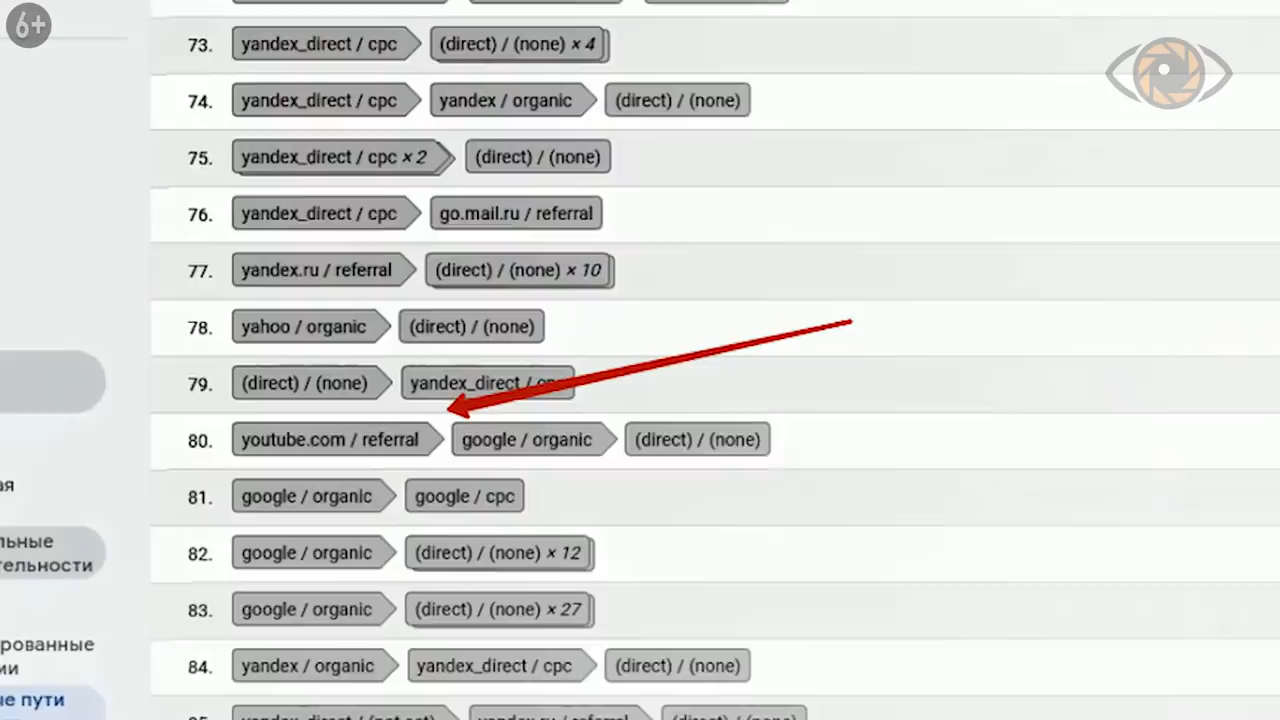 6+
73. yandex_direct / cpc (direct) / (none) × 4
74. yandex_direct / cpc yandex / organic (direct) / (none)
75. yandex_direct / cpc × 2 (direct) / (none)
76. yandex_direct / cpc go.mail.ru / referral
77. yandex.ru / referral (direct) / (none) × 10
78. yahoo / organic (direct) / (none)
79. (direct) / (none) yandex_direct / cpc
80. youtube.com / referral google / organic (direct) / (none)
81. google / organic google / cpc
ая
льные
82. google / organic (direct) / (none) × 12
тельности
83. google / organic (direct) / (none) × 27
рованные
84. yandex / organic yandex_direct / cpc (direct) / (none)
ии
ые пути